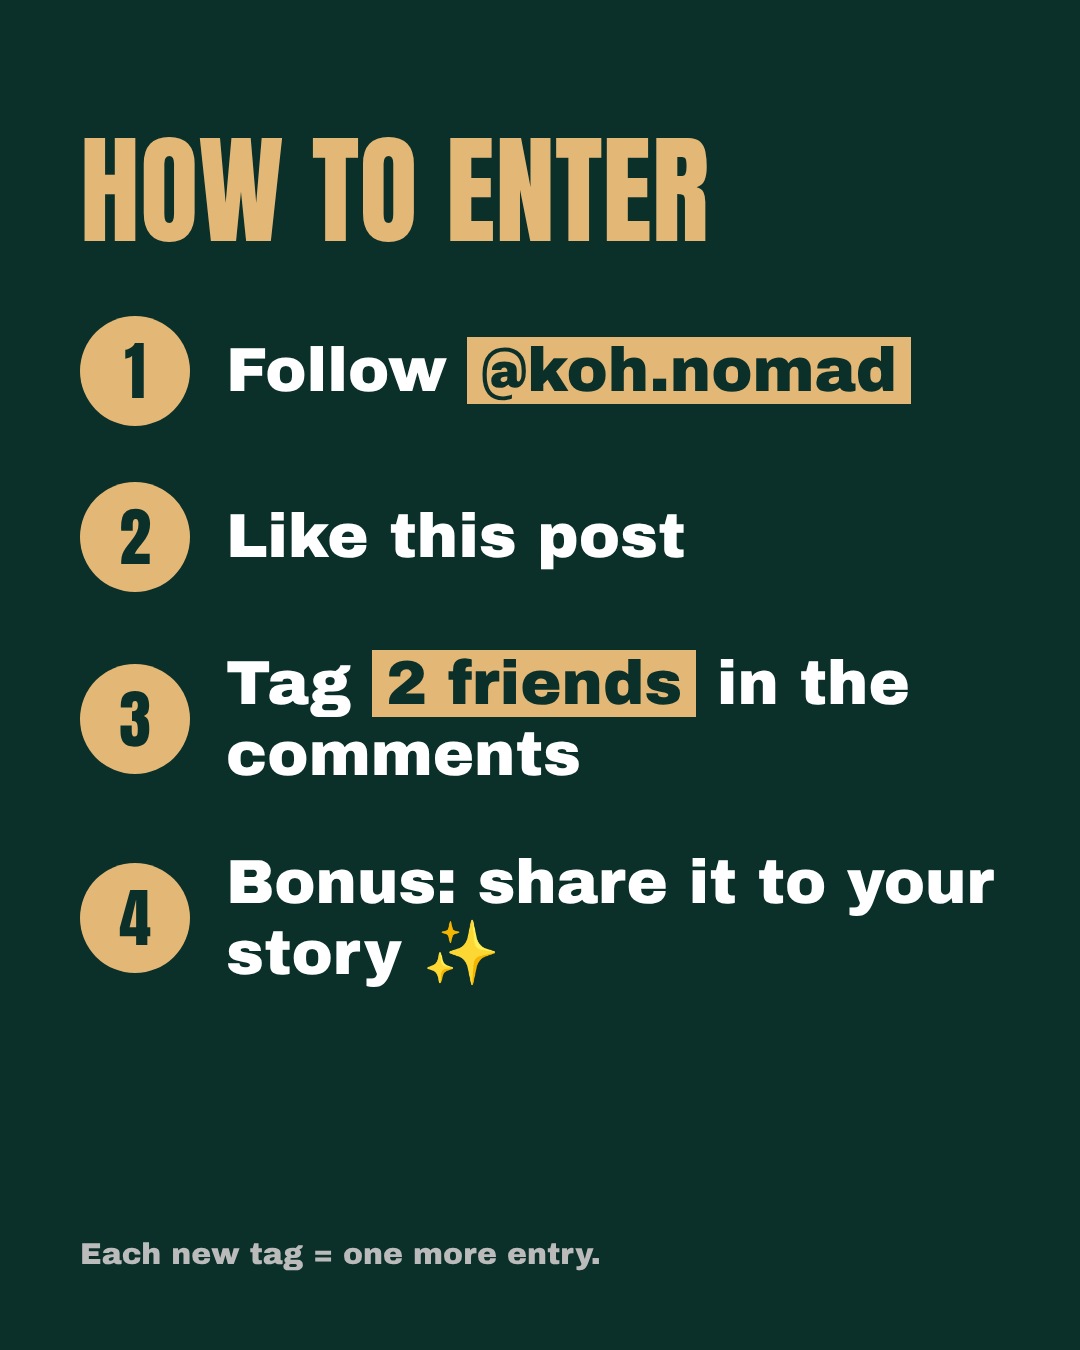 HOW TO ENTER
1 Follow @koh.nomad
2 Like this post
3 Tag 2 friends in the
comments
4 Bonus: share it to your
story ✨
Each new tag = one more entry.